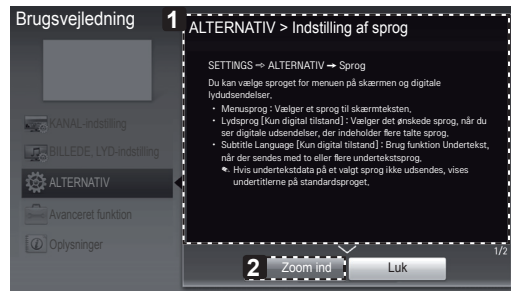 Brugsvejledning
1
ALTERNATIV > Indstilling af sprog
SETTINGS ⇨ ALTERNATIV ➞ Sprog
Du kan vælge sproget for menuen på skærmen og digitale
lydudsendelser.
• Menusprog : Vælger et sprog til skærmteksten.
• Lydsprog [Kun digital tilstand] : Vælger det ønskede sprog, når du
ser digitale udsendelser, der indeholder flere talte sprog.
• Subtitle Language [Kun digital tilstand] : Brug funktion Undertekst,
når der sendes med to eller flere undertekstsprog.
✎ Hvis undertekstdata på et valgt sprog ikke udsendes, vises
undertitlerne på standardsproget.
KANAL-indstilling
BILLEDE, LYD-indstilling
ALTERNATIV
Avanceret funktion
Oplysninger
1/2
2
Zoom ind
Luk